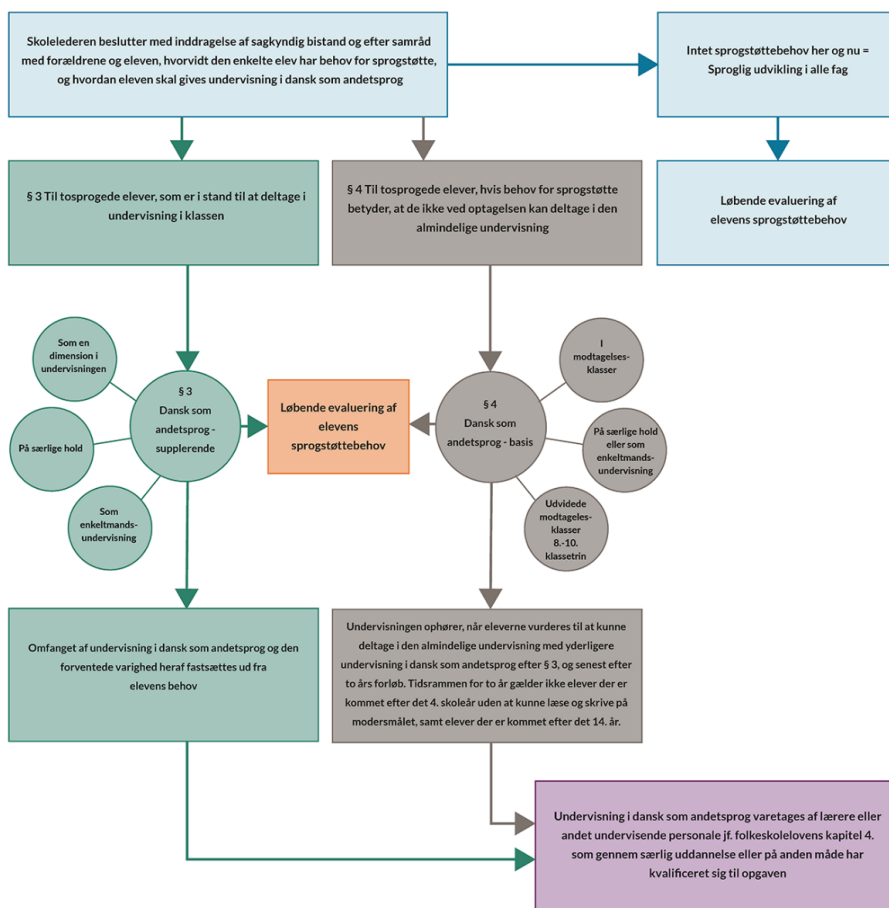 Skolelederen beslutter med inddragelse af sagkyndig bistand og efter samråd
med forældrene og eleven, hvorvidt den enkelte elev har behov for sprogstøtte,
og hvordan eleven skal gives undervisning i dansk som andetsprog
Intet sprogstøttebehov her og nu =
Sproglig udvikling i alle fag
§ 3 Til tosprogede elever, som er i stand til at deltage i
undervisning i klassen
§ 4 Til tosprogede elever, hvis behov for sprogstøtte
betyder, at de ikke ved optagelsen kan deltage i den
almindelige undervisning
Løbende evaluering af
elevens sprogstøttebehov
Som en
dimension i
undervisningen
På særlige hold
Som
enkeltmands-
undervisning
§ 3
Dansk som
andetsprog -
supplerende
Løbende evaluering af
elevens
sprogstøttebehov
§ 4
Dansk som
andetsprog - basis
I
modtagelses-
klasser
På særlige hold
eller som
enkeltmands-
undervisning
Udvidede
modtageles-
klasser
8.-10.
klassetrin
Omfanget af undervisning i dansk som andetsprog og den
forventede varighed heraf fastsættes ud fra
elevens behov
Undervisningen ophører, når eleverne vurderes til at kunne
deltage i den almindelige undervisning med yderligere
undervisning i dansk som andetsprog efter § 3, og senest efter
to års forløb. Tidsrammen for to år gælder ikke elever der er
kommet efter det 4. skoleår uden at kunne læse og skrive på
modersmålet, samt elever der er kommet efter det 14. år.
Undervisning i dansk som andetsprog varetages af lærere eller
andet undervisende personale jf. folkeskolelovens kapitel 4.
som gennem særlig uddannelse eller på anden måde har
kvalificeret sig til opgaven